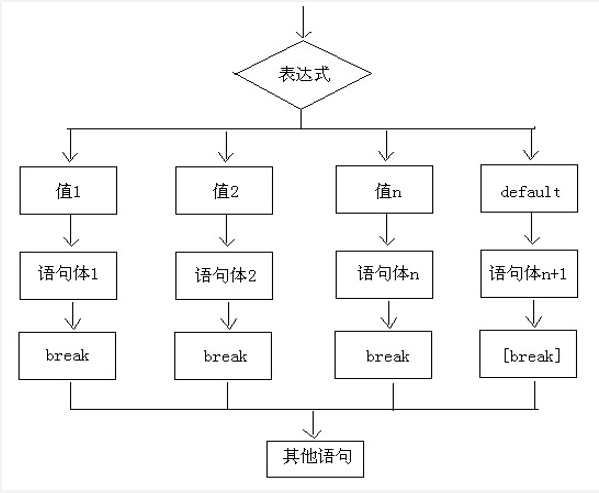 表达式
值1 值2 值n default
语句体1 语句体2 语句体n 语句体n+1
break break break [break]
其他语句